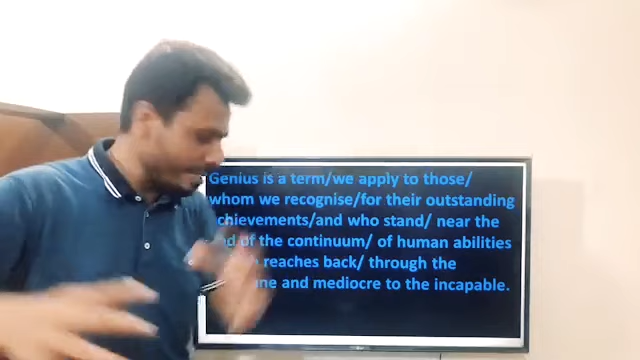 Genius is a term/we apply to those/
whom we recognise/for their outstanding
chievements/and who stand/ near the
of the continuum/ of human abilities
reaches back/ through the
and mediocre to the incapable.